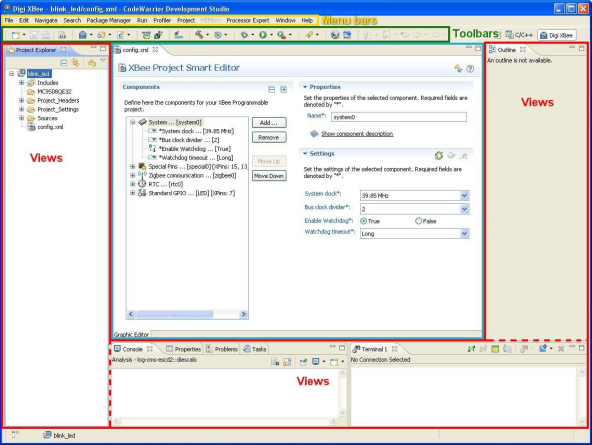 Digi XBee - blink_led/config.xml - CodeWarrior Development Studio
File Edit Navigate Search Package Manager Run Profiler Project PEMicro Processor Expert Window Help
Menu bars
Toolbars
C/C++
Digi XBee
Project Explorer
blink_led
Includes
MC9S08QE32
Project_Headers
Project_Settings
Sources
config.xml
Views
config.xml
XBee Project Smart Editor
Components
Define here the components for your XBee Programmable
project.
System ... [system0]
*System clock ... [39.85 MHz]
*Bus clock divider ... [2]
*Enable Watchdog ... [True]
*Watchdog timeout ... [Long]
Special Pins ... [special0] [XPins: 15, 13
Zigbee communication ... [zigbee0]
RTC ... [rtc0]
Standard GPIO ... [LED] [XPins: 7]
Add ...
Remove
Move Up
Move Down
Properties
Set the properties of the selected component. Required fields are
denoted by "*".
Name*:
system0
Show component description
Settings
Set the settings of the selected component. Required fields are
denoted by "*".
System clock*:
39.85 MHz
Bus clock divider*:
2
Enable Watchdog*:
True
False
Watchdog timeout*:
Long
Graphic Editor
Outline
An outline is not available.
Views
Console
Properties
Problems
Tasks
Analysis - log-cms-escd2::diescalo
Views
Terminal 1
No Connection Selected
blink_led